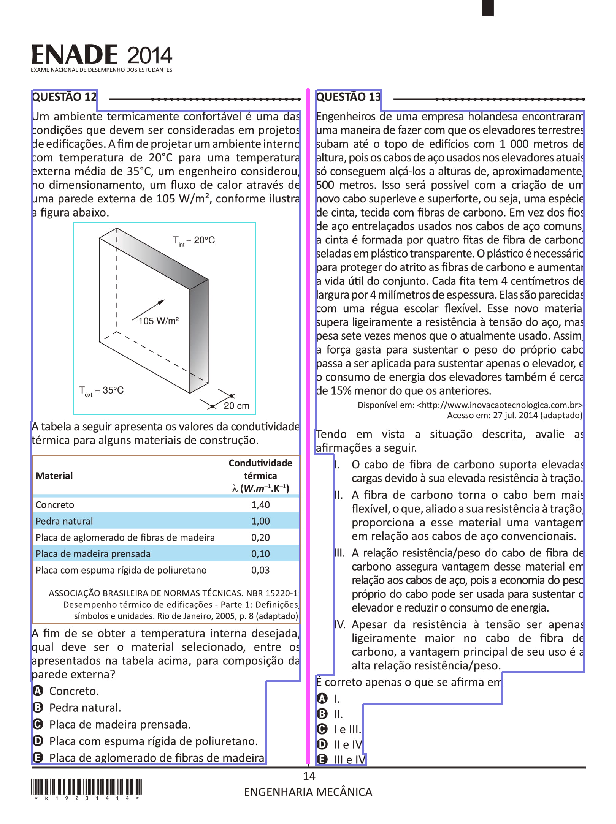 ENADE 2014
EXAME NACIONAL DE DESEMPENHO DOS ESTUDANTES
QUESTÃO 12
Um ambiente termicamente confortável é uma das
condições que devem ser consideradas em projetos
de edificações. A fim de projetar um ambiente interno
com temperatura de 20°C para uma temperatura
externa média de 35°C, um engenheiro considerou,
no dimensionamento, um fluxo de calor através de
uma parede externa de 105 W/m², conforme ilustra
a figura abaixo.
T_int = 20°C
105 W/m²
T_ext = 35°C
20 cm
A tabela a seguir apresenta os valores da condutividade
térmica para alguns materiais de construção.
Material Condutividade térmica λ (W.m⁻¹.K⁻¹)
Concreto 1,40
Pedra natural 1,00
Placa de aglomerado de fibras de madeira 0,20
Placa de madeira prensada 0,10
Placa com espuma rígida de poliuretano 0,03
ASSOCIAÇÃO BRASILEIRA DE NORMAS TÉCNICAS. NBR 15220-1
Desempenho térmico de edificações - Parte 1: Definições,
símbolos e unidades. Rio de Janeiro, 2005, p. 8 (adaptado)
A fim de se obter a temperatura interna desejada,
qual deve ser o material selecionado, entre os
apresentados na tabela acima, para composição da
parede externa?
A Concreto.
B Pedra natural.
C Placa de madeira prensada.
D Placa com espuma rígida de poliuretano.
E Placa de aglomerado de fibras de madeira
QUESTÃO 13
Engenheiros de uma empresa holandesa encontraram
uma maneira de fazer com que os elevadores terrestres
subam até o topo de edifícios com 1 000 metros de
altura, pois os cabos de aço usados nos elevadores atuais
só conseguem alçá-los a alturas de, aproximadamente,
500 metros. Isso será possível com a criação de um
novo cabo superleve e superforte, ou seja, uma espécie
de cinta, tecida com fibras de carbono. Em vez dos fios
de aço entrelaçados usados nos cabos de aço comuns,
a cinta é formada por quatro fitas de fibra de carbono
seladas em plástico transparente. O plástico é necessário
para proteger do atrito as fibras de carbono e aumentar
a vida útil do conjunto. Cada fita tem 4 centímetros de
largura por 4 milímetros de espessura. Elas são parecidas
com uma régua escolar flexível. Esse novo material
supera ligeiramente a resistência à tensão do aço, mas
pesa sete vezes menos que o atualmente usado. Assim,
a força gasta para sustentar o peso do próprio cabo
passa a ser aplicada para sustentar apenas o elevador, e
o consumo de energia dos elevadores também é cerca
de 15% menor do que os anteriores.
Disponível em: <http://www.inovacaotecnologica.com.br>
Acesso em: 27 jul. 2014 (adaptado)
Tendo em vista a situação descrita, avalie as
afirmações a seguir.
I. O cabo de fibra de carbono suporta elevadas
cargas devido à sua elevada resistência à tração.
II. A fibra de carbono torna o cabo bem mais
flexível, o que, aliado a sua resistência à tração,
proporciona a esse material uma vantagem
em relação aos cabos de aço convencionais.
III. A relação resistência/peso do cabo de fibra de
carbono assegura vantagem desse material em
relação aos cabos de aço, pois a economia do peso
próprio do cabo pode ser usada para sustentar o
elevador e reduzir o consumo de energia.
IV. Apesar da resistência à tensão ser apenas
ligeiramente maior no cabo de fibra de
carbono, a vantagem principal de seu uso é a
alta relação resistência/peso.
É correto apenas o que se afirma em
A I.
B II.
C I e III.
D II e IV
E III e IV
14
ENGENHARIA MECÂNICA